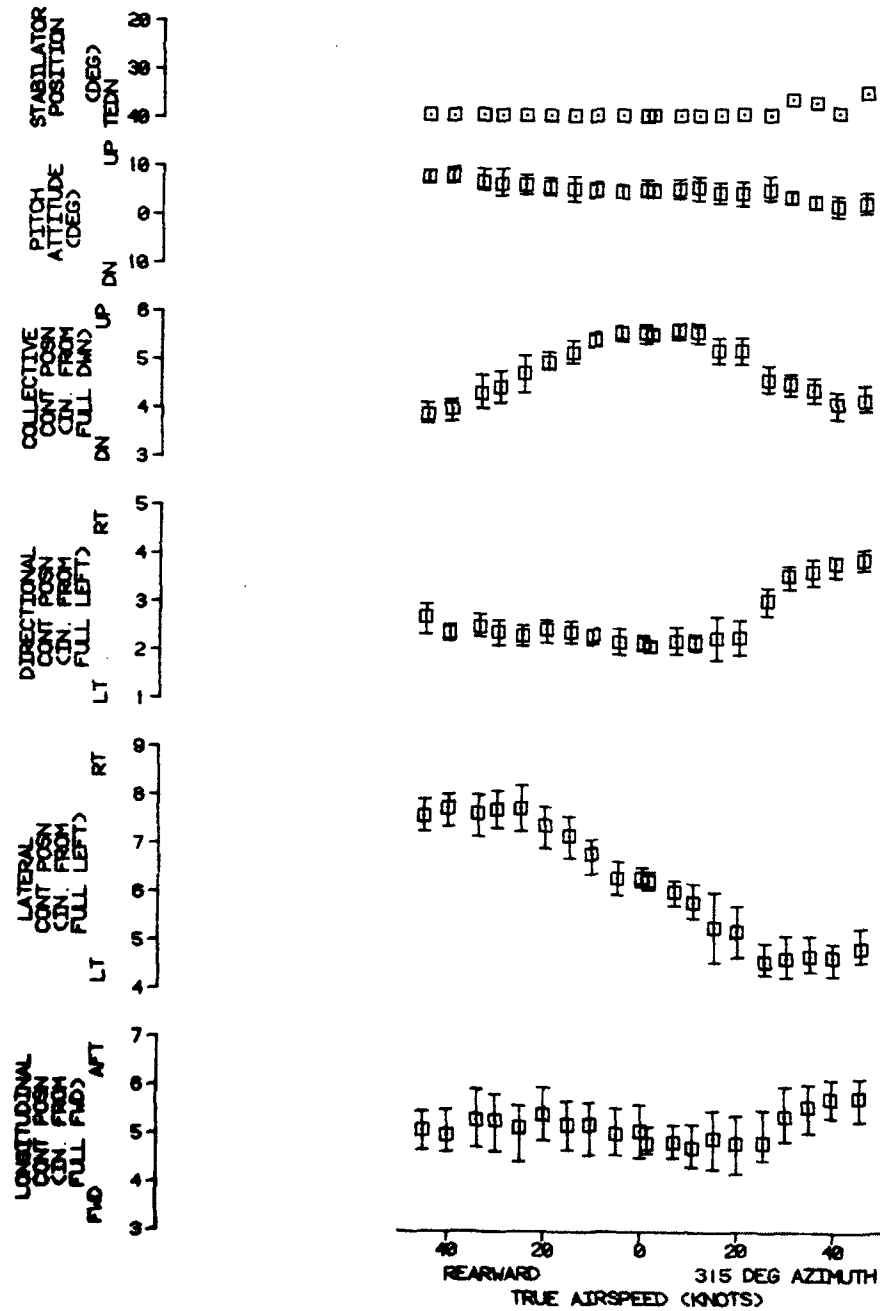 STABILATOR
POSITION
(DEG)
TEDN
20
30
40
PITCH
ATTITUDE
(DEG)
DN UP
10
0
10
COLLECTIVE
CONT POSN
(IN. FROM
FULL DWN)
DN UP
6
5
4
3
DIRECTIONAL
CONT POSN
(IN. FROM
FULL LEFT)
LT RT
5
4
3
2
1
LATERAL
CONT POSN
(IN. FROM
FULL LEFT)
LT RT
9
8
7
6
5
4
LONGITUDINAL
CONT POSN
(IN. FROM
FULL FWD)
FWD AFT
7
6
5
4
3
40 20 0 20 40
REARWARD 315 DEG AZIMUTH
TRUE AIRSPEED (KNOTS)